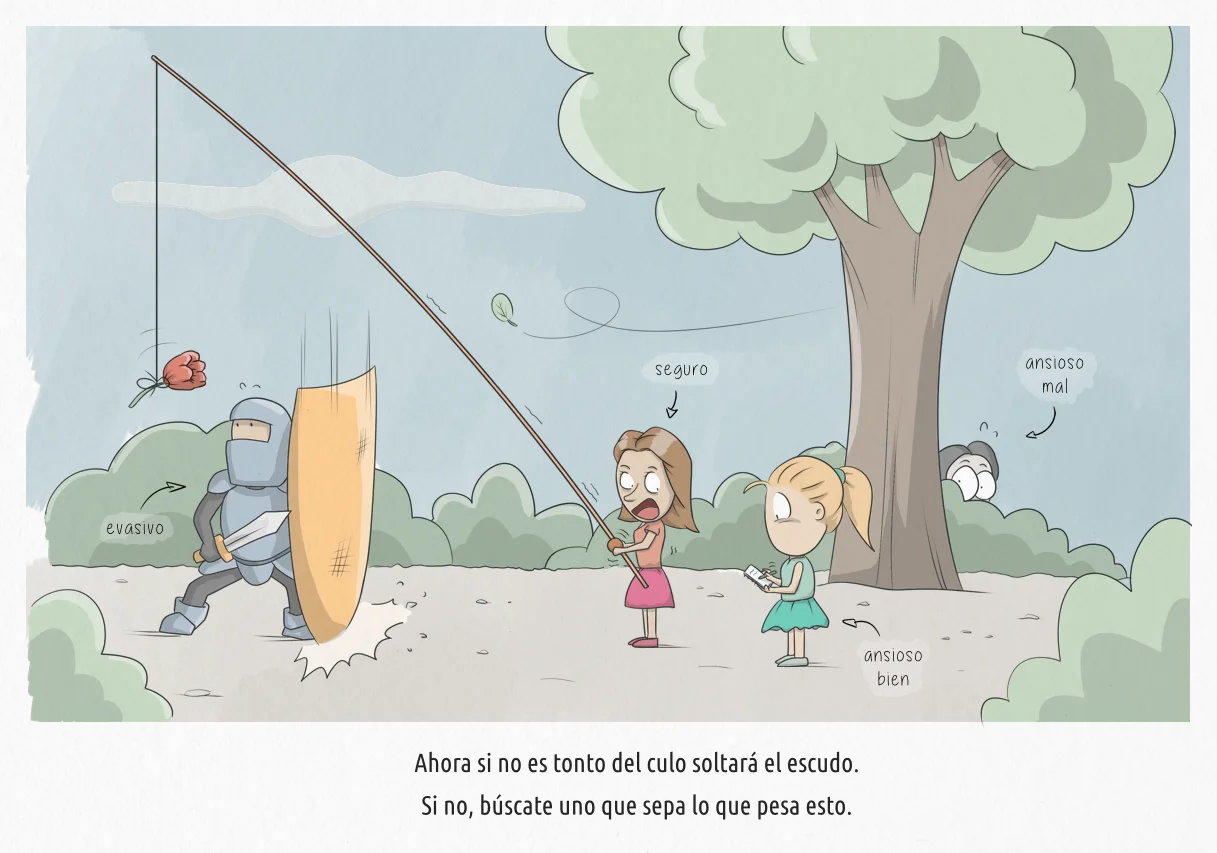 seguro
ansioso
mal
evasivo
ansioso
bien
Ahora si no es tonto del culo soltará el escudo.
Si no, búscate uno que sepa lo que pesa esto.